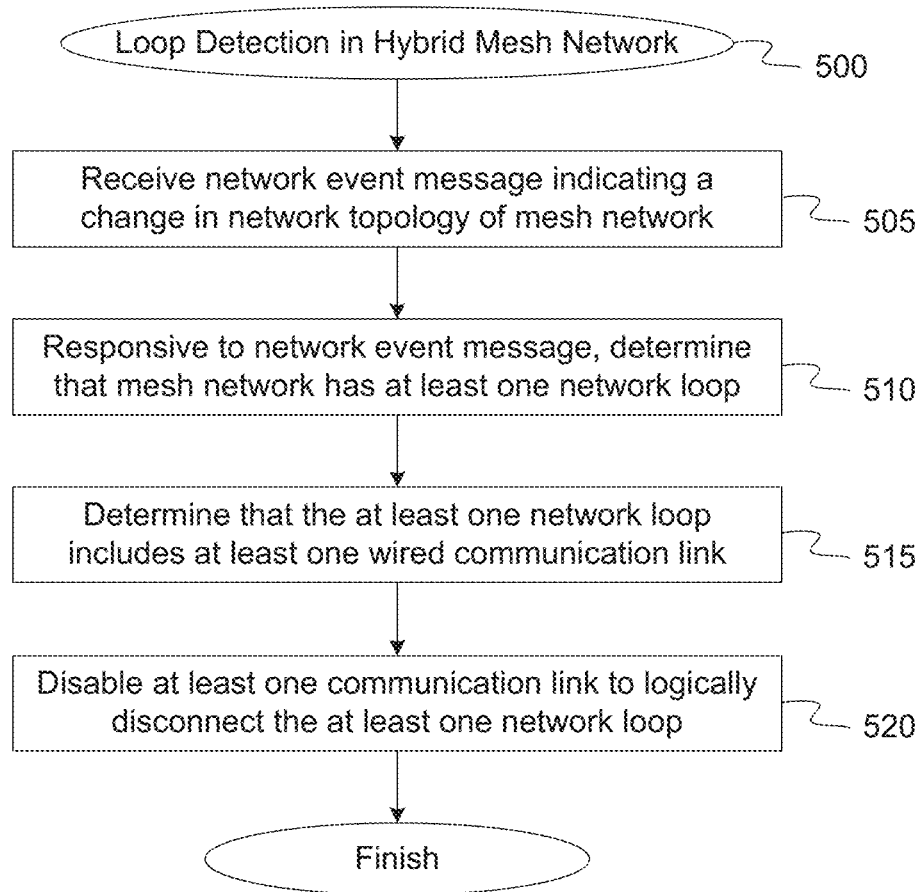 Loop Detection in Hybrid Mesh Network
500
Receive network event message indicating a
change in network topology of mesh network
505
Responsive to network event message, determine
that mesh network has at least one network loop
510
Determine that the at least one network loop
includes at least one wired communication link
515
Disable at least one communication link to logically
disconnect the at least one network loop
520
Finish